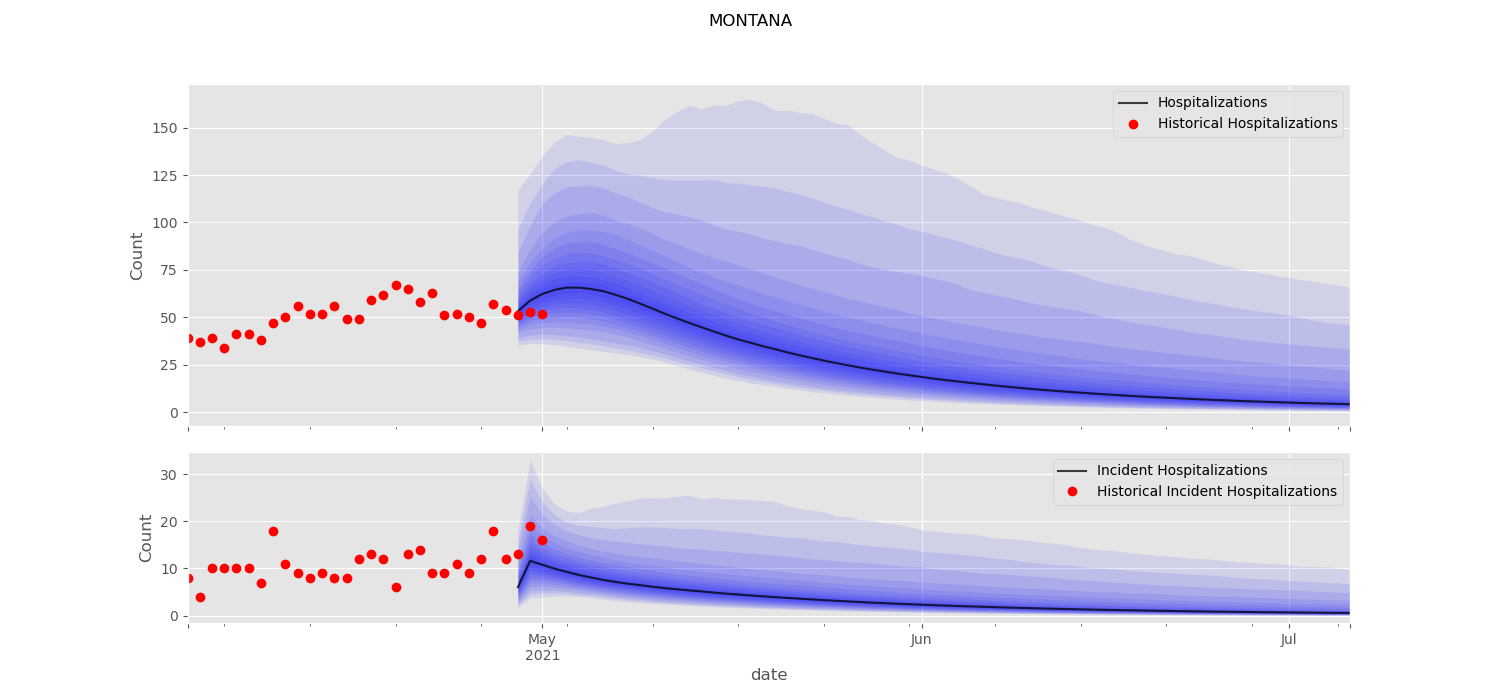 MONTANA
Hospitalizations
Historical Hospitalizations
150
125
100
75
50
25
0
Count
Incident Hospitalizations
Historical Incident Hospitalizations
30
20
10
0
Count
May
2021
Jun
Jul
date